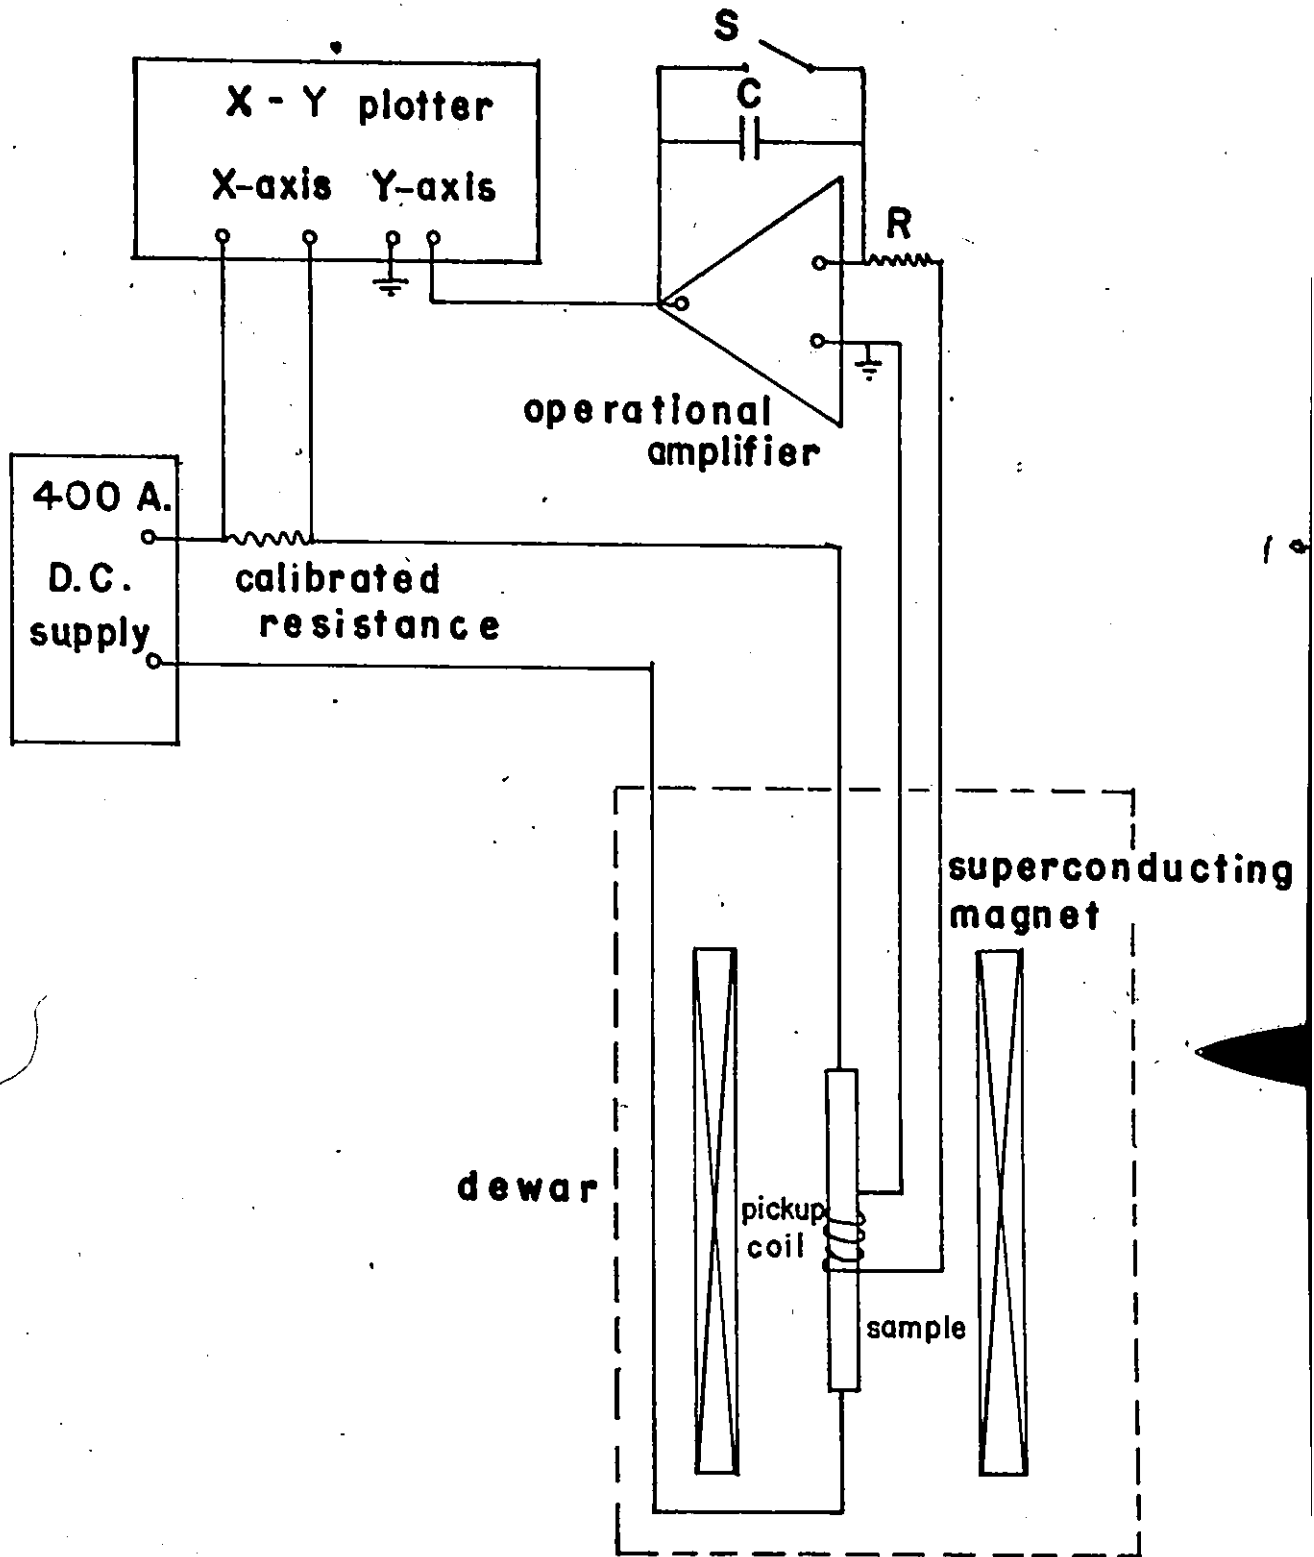 S
X - Y plotter
C
X-axis Y-axis
R
operational
amplifier
400 A.
D.C.
supply
calibrated
resistance
superconducting
magnet
dewar
pickup
coil
sample